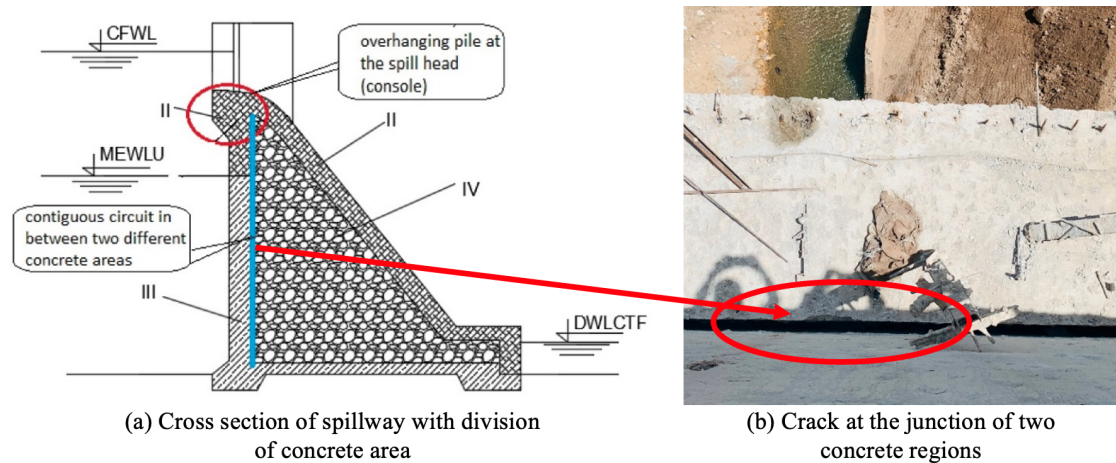 CFWL
overhanging pile at
the spill head
(console)
II
II
MEWLU
IV
contiguous circuit in
between two different
concrete areas
III
DWLCTF
(a) Cross section of spillway with division
of concrete area
(b) Crack at the junction of two
concrete regions